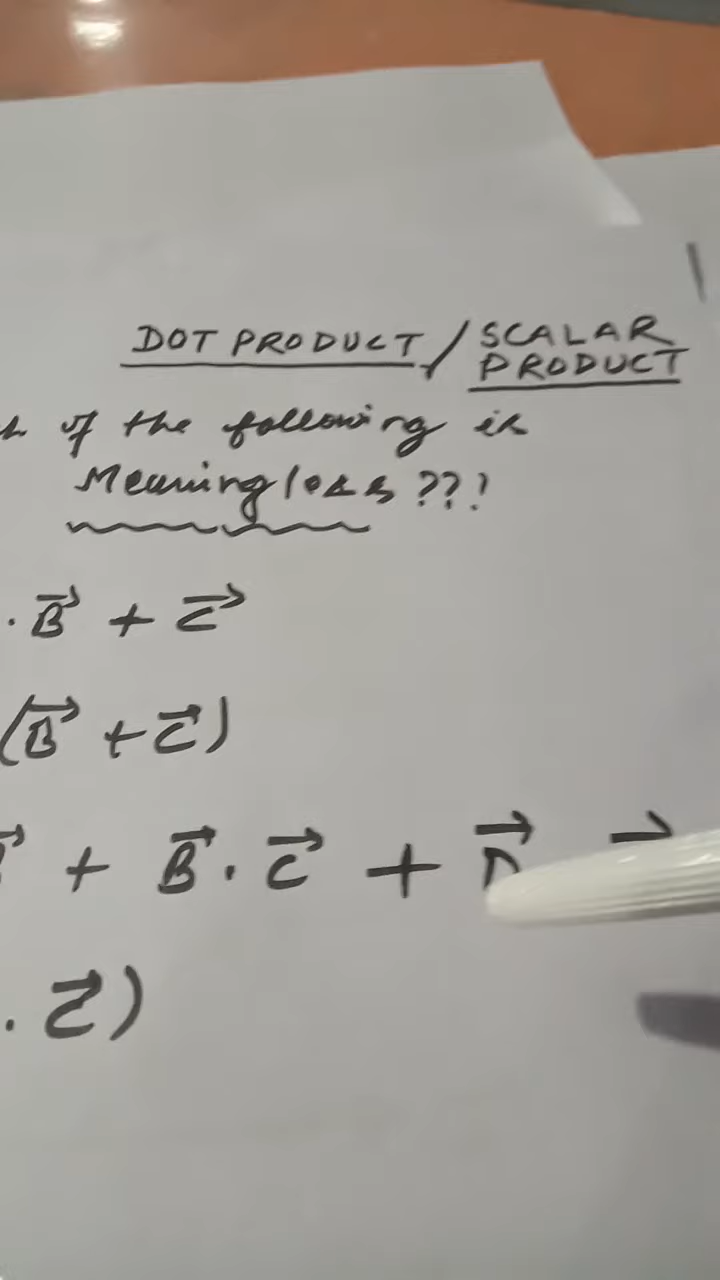 DOT PRODUCT / SCALAR PRODUCT
of the following is
Meaningless ???
. B⃗ + C⃗
(B⃗ + C⃗)
+ B⃗ . C⃗ + D⃗
. C⃗)